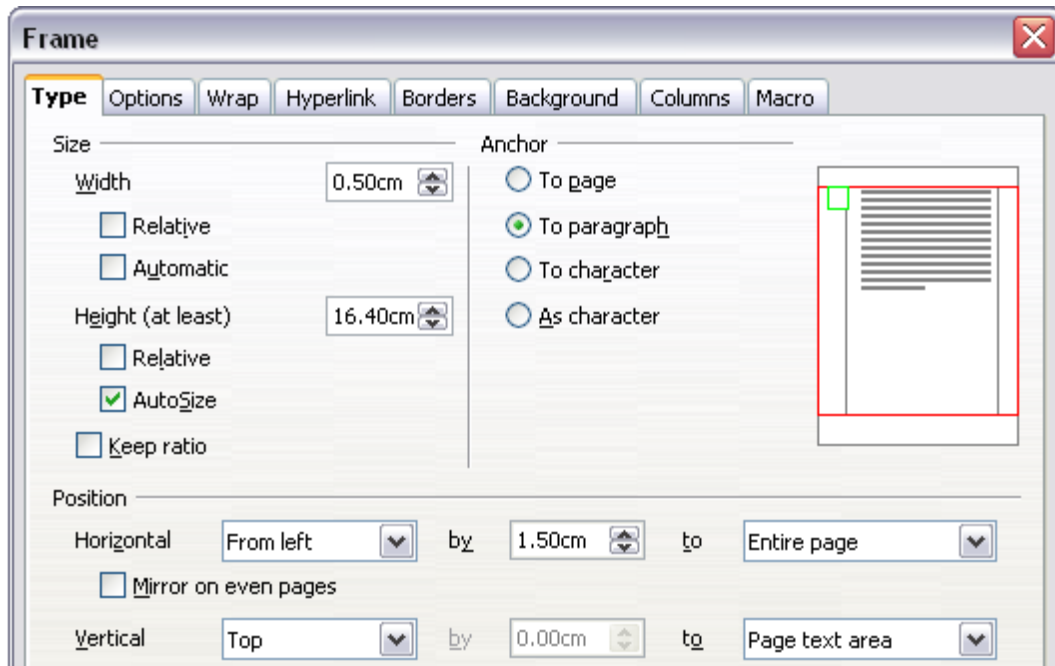 Frame
Type Options Wrap Hyperlink Borders Background Columns Macro
Size Anchor
Width 0.50cm To page
Relative To paragraph
Automatic To character
Height (at least) 16.40cm As character
Relative
AutoSize
Keep ratio
Position
Horizontal From left by 1.50cm to Entire page
Mirror on even pages
Vertical Top by 0.00cm to Page text area